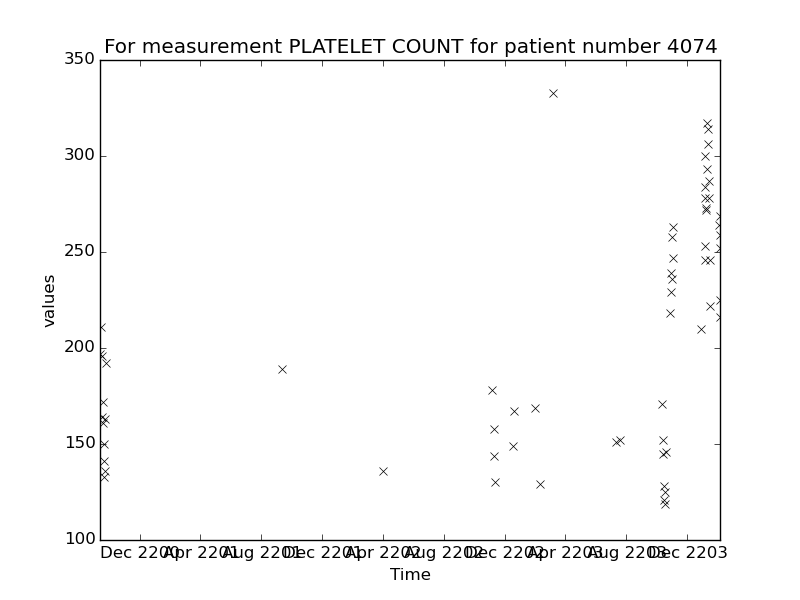 For measurement PLATELET COUNT for patient number 4074
350
300
250
200
150
100
values
Dec 2200 Apr 2201 Aug 2201 Dec 2201 Apr 2202 Aug 2202 Dec 2202 Apr 2203 Aug 2203 Dec 2203
Time